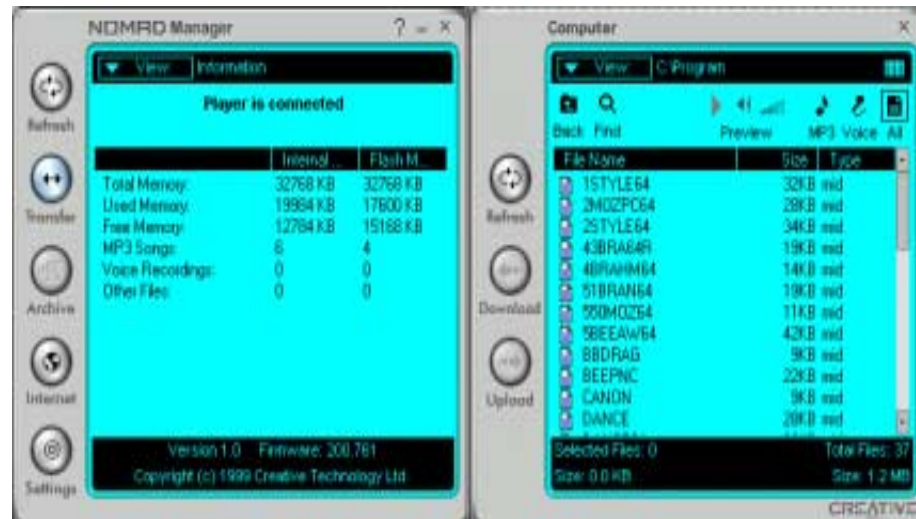 NOMAD Manager ? – ×
View: Information
Refresh
Player is connected
Internal... Flash M...
Transfer
Total Memory: 32768 KB 32768 KB
Used Memory: 19984 KB 17600 KB
Free Memory: 12784 KB 15168 KB
MP3 Songs: 6 4
Voice Recordings: 0 0
Other Files: 0 0
Archive
Internet
Settings
Version 1.0 Firmware: 200.761
Copyright (c) 1999 Creative Technology Ltd
Computer ×
View: C:\Program
Back Find Preview MP3 Voice All
File Name Size Type
1STYLE64 32KB mid
2MOZPC64 28KB mid
2STYLE64 34KB mid
43BRA64R 19KB mid
4BRAHM64 14KB mid
51BRAN64 19KB mid
550MOZ64 11KB mid
5BEEAW64 42KB mid
BBDRAG 9KB mid
BEEPNC 22KB mid
CANON 9KB mid
DANCE 28KB mid
Refresh
Download
Upload
Selected Files: 0 Total Files: 37
Size: 0.0 KB Size: 1.2 MB
CREATIVE